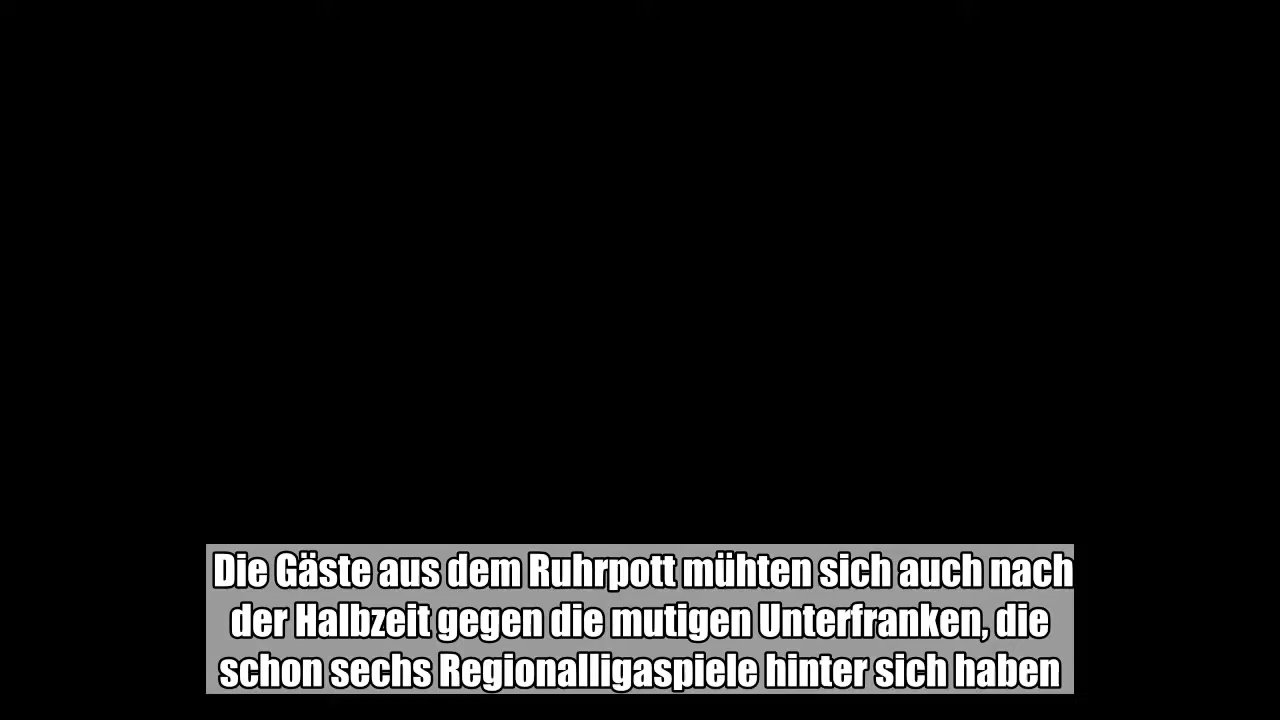 Die Gäste aus dem Ruhrpott mühten sich auch nach
der Halbzeit gegen die mutigen Unterfranken, die
schon sechs Regionalligaspiele hinter sich haben